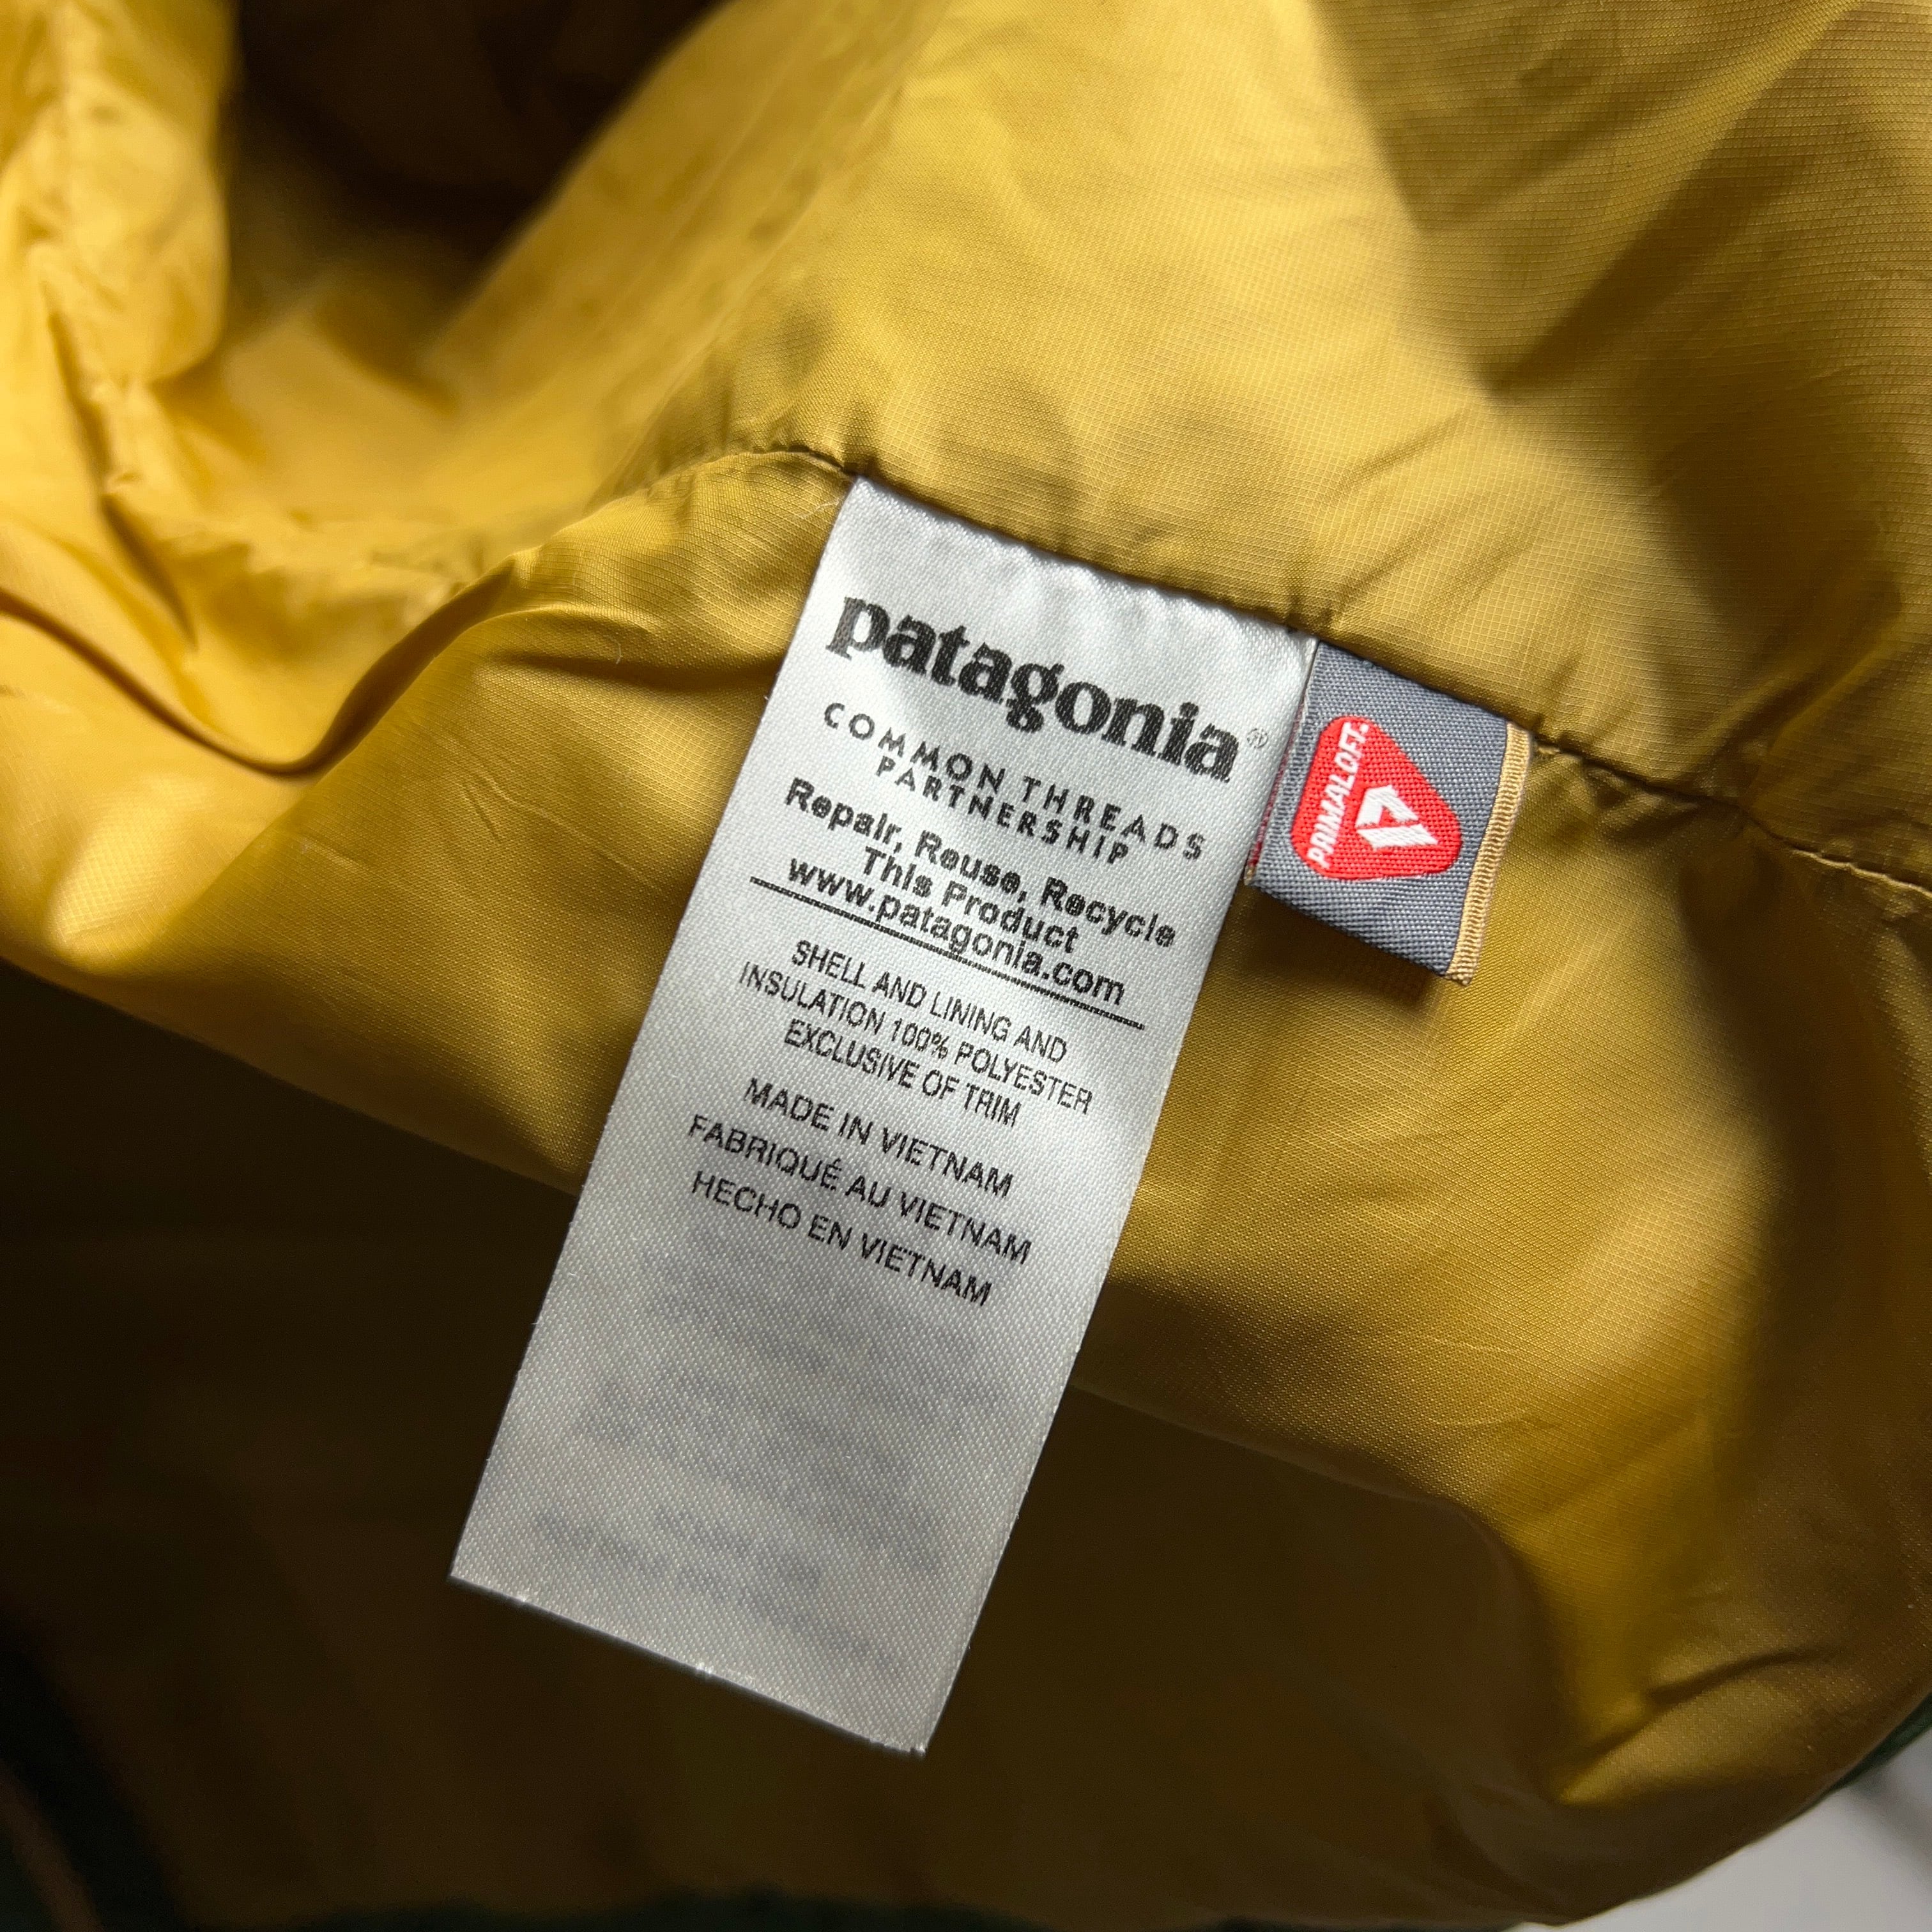 patagonia®
COMMON THREADS
PARTNERSHIP
Repair, Reuse, Recycle
This Product
www.patagonia.com
SHELL AND LINING AND
INSULATION 100% POLYESTER
EXCLUSIVE OF TRIM
MADE IN VIETNAM
FABRIQUÉ AU VIETNAM
HECHO EN VIETNAM
PRIMALOFT